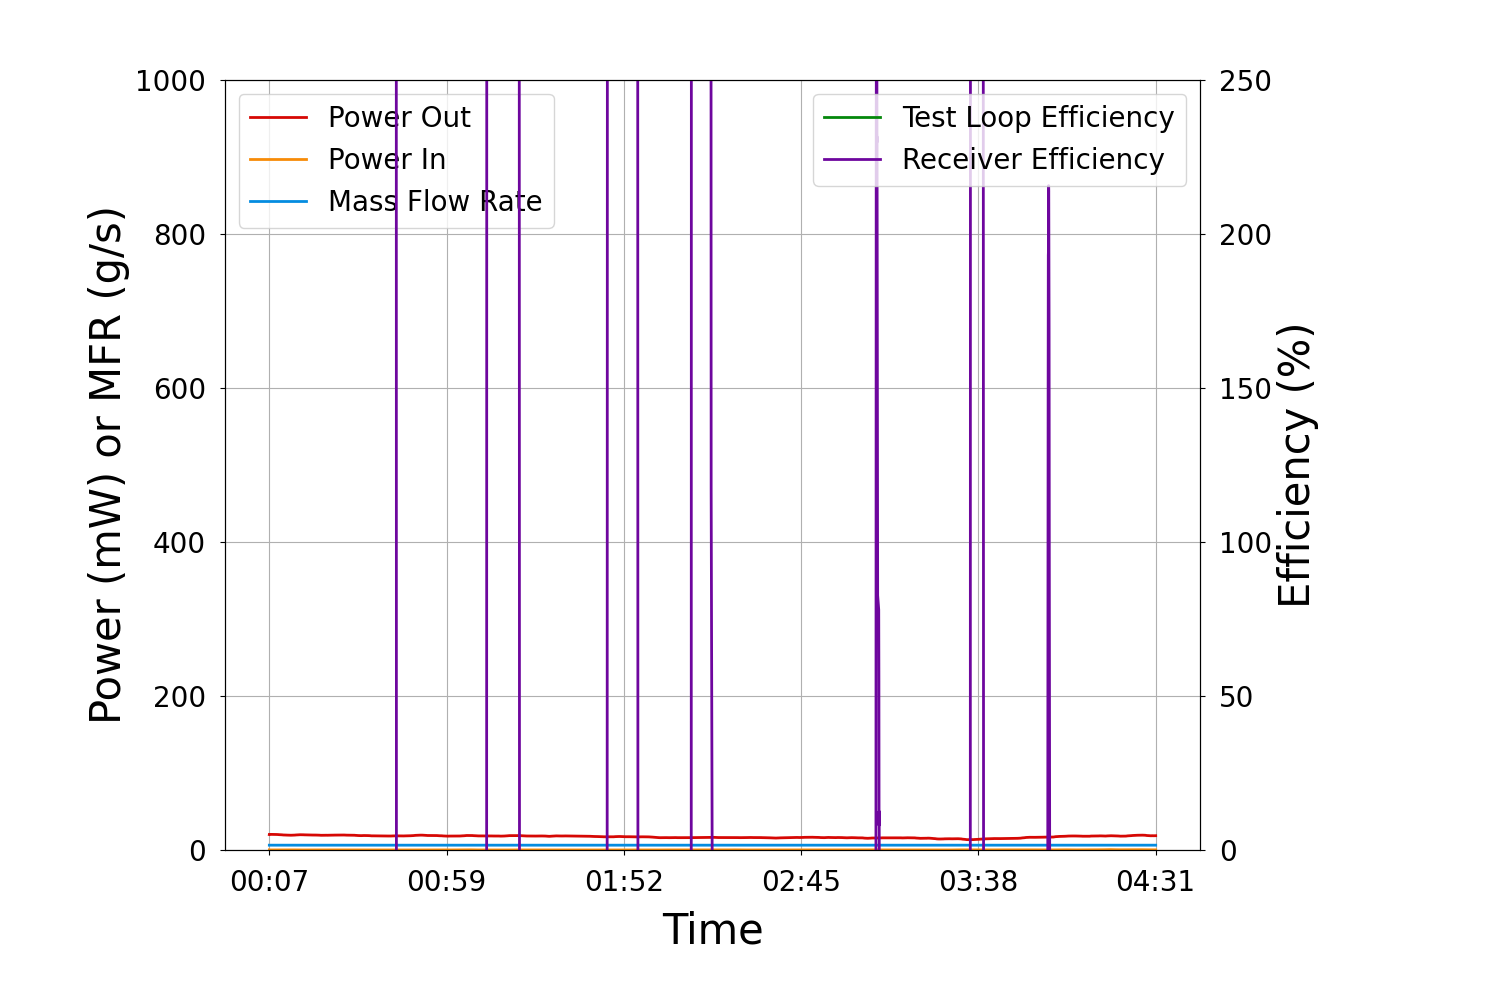 1000
800
600
400
200
0
Power (mW) or MFR (g/s)
Power Out
Power In
Mass Flow Rate
Test Loop Efficiency
Receiver Efficiency
250
200
150
100
50
0
Efficiency (%)
00:07 00:59 01:52 02:45 03:38 04:31
Time